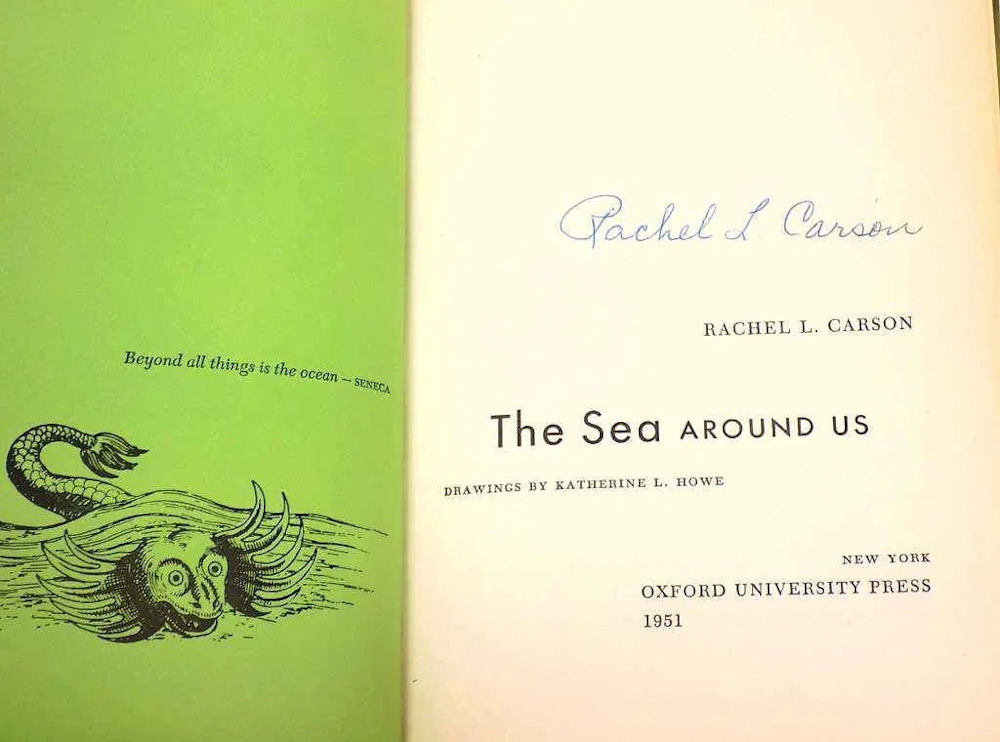 Beyond all things is the ocean — SENECA
Rachel L Carson
RACHEL L. CARSON
The Sea AROUND US
DRAWINGS BY KATHERINE L. HOWE
NEW YORK
OXFORD UNIVERSITY PRESS
1951